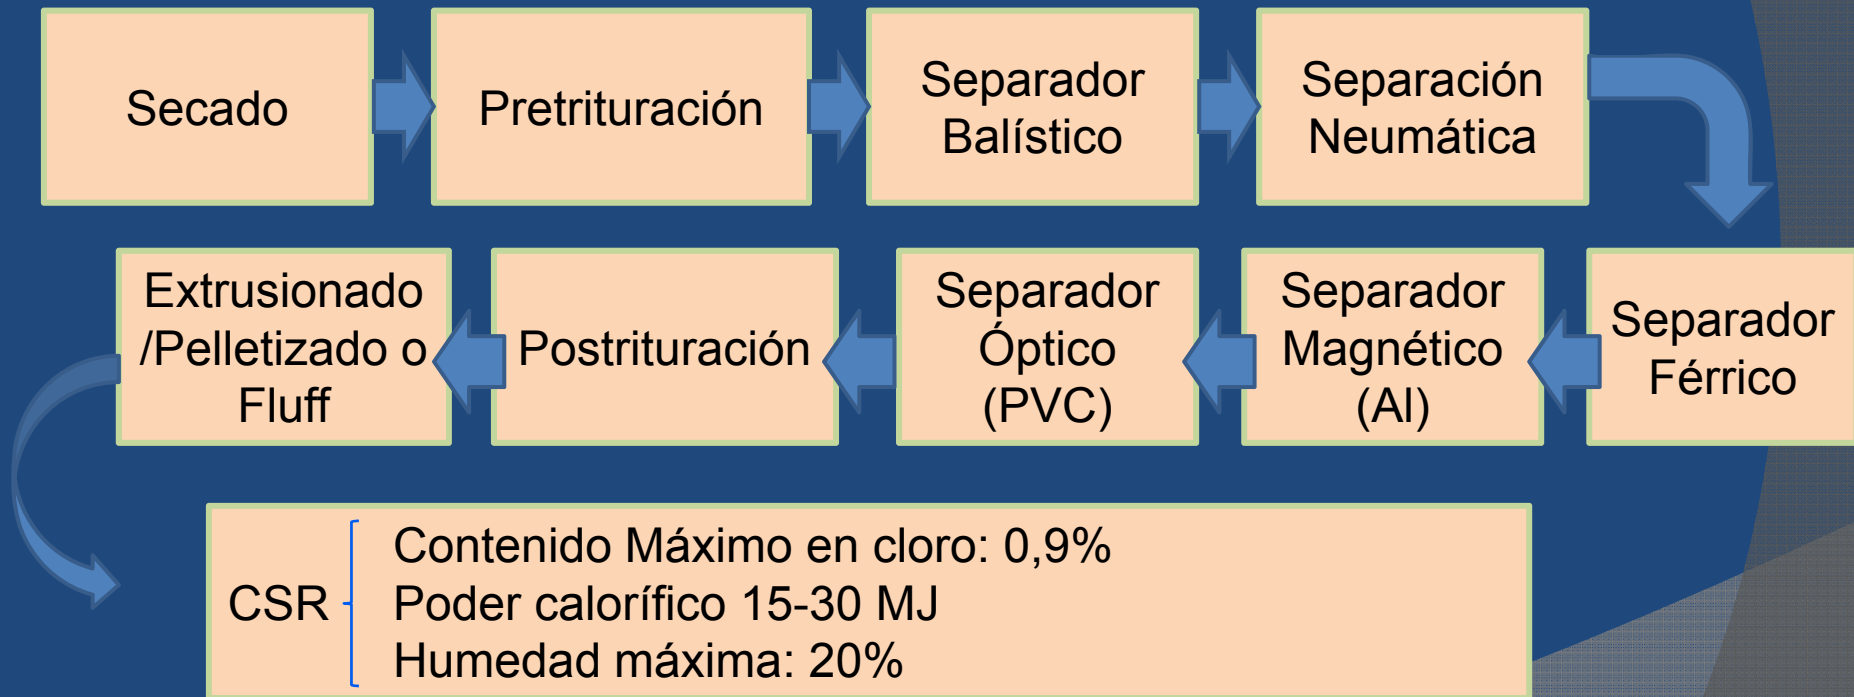 Secado
Pretrituración
Separador
Balístico
Separación
Neumática
Separador
Férrico
Separador
Magnético
(Al)
Separador
Óptico
(PVC)
Postrituración
Extrusionado
/Pelletizado o
Fluff
CSR
Contenido Máximo en cloro: 0,9%
Poder calorífico 15-30 MJ
Humedad máxima: 20%